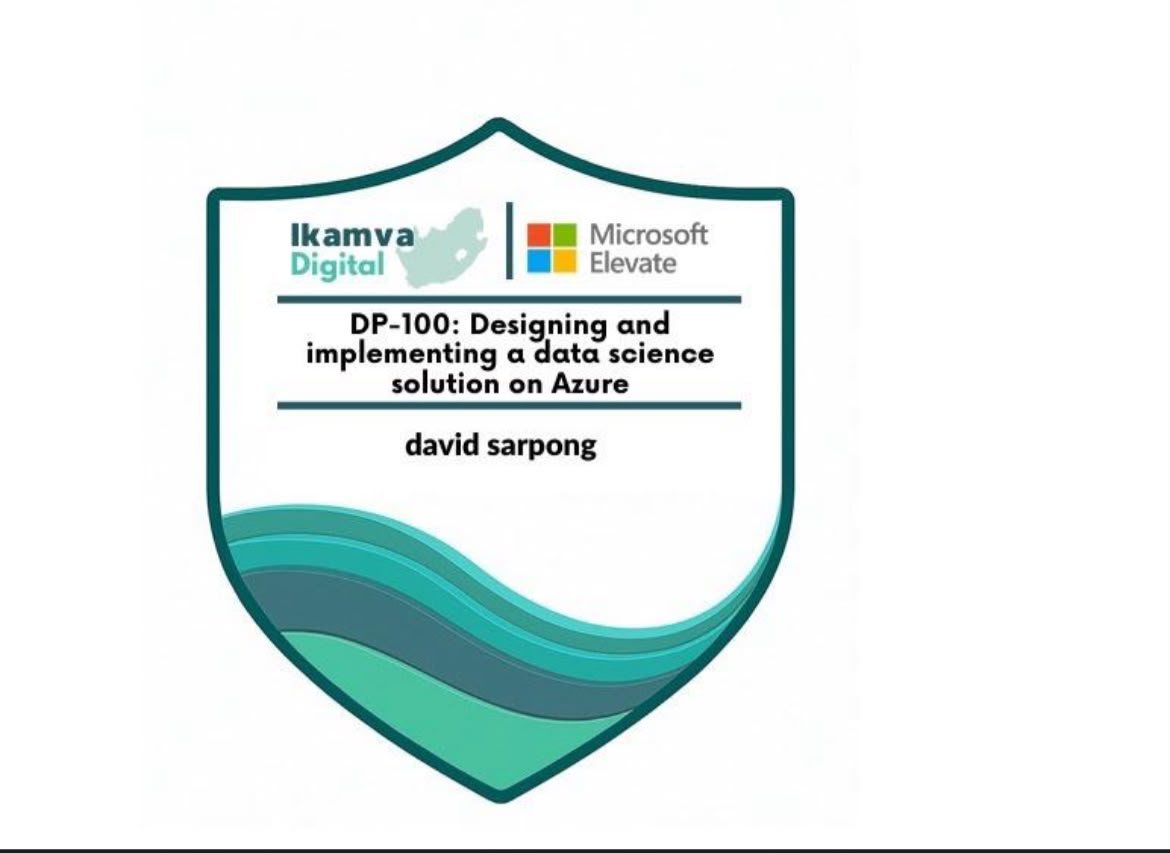 Ikamva
Digital
Microsoft
Elevate
DP-100: Designing and
implementing a data science
solution on Azure
david sarpong